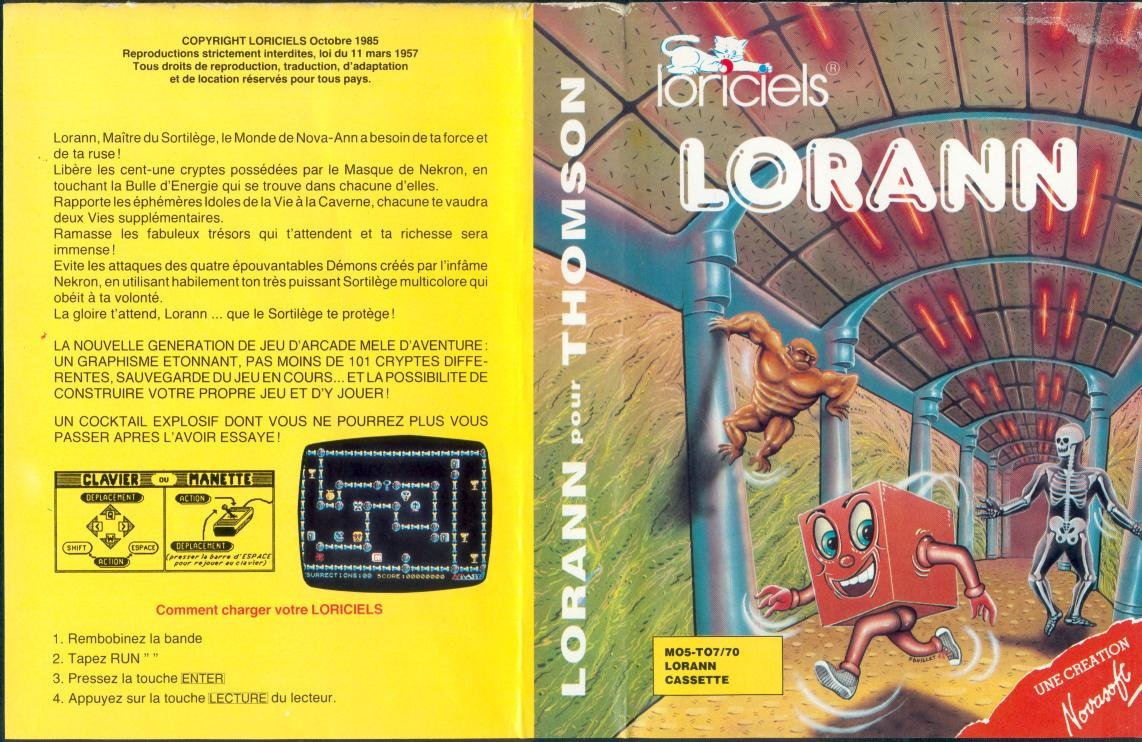 COPYRIGHT LORICIELS Octobre 1985
Reproductions strictement interdites, loi du 11 mars 1957
Tous droits de reproduction, traduction, d'adaptation
et de location réservés pour tous pays.
Lorann, Maître du Sortilège, le Monde de Nova-Ann a besoin de ta force et
de ta ruse !
Libère les cent-une cryptes possédées par le Masque de Nekron, en
touchant la Bulle d'Energie qui se trouve dans chacune d'elles.
Rapporte les éphémères Idoles de la Vie à la Caverne, chacune te vaudra
deux Vies supplémentaires.
Ramasse les fabuleux trésors qui t'attendent et ta richesse sera
immense !
Evite les attaques des quatre épouvantables Démons créés par l'infâme
Nekron, en utilisant habilement ton très puissant Sortilège multicolore qui
obéit à ta volonté.
La gloire t'attend, Lorann ... que le Sortilège te protège !
LA NOUVELLE GENERATION DE JEU D'ARCADE MELE D'AVENTURE :
UN GRAPHISME ETONNANT, PAS MOINS DE 101 CRYPTES DIFFE-
RENTES, SAUVEGARDE DU JEU EN COURS... ET LA POSSIBILITE DE
CONSTRUIRE VOTRE PROPRE JEU ET D'Y JOUER !
UN COCKTAIL EXPLOSIF DONT VOUS NE POURREZ PLUS VOUS
PASSER APRES L'AVOIR ESSAYE !
CLAVIER OU MANETTE
DEPLACEMENT
SHIFT
ESPACE
ACTION
ACTION
DEPLACEMENT
(presser la barre d'ESPACE
pour rejouer au clavier)
SURRECTIONS:00 SCORE:000000000
Comment charger votre LORICIELS
1. Rembobinez la bande
2. Tapez RUN " "
3. Pressez la touche ENTER
4. Appuyez sur la touche LECTURE du lecteur.
LORANN pour THOMSON
loriciels®
LORANN
MO5-TO7/70
LORANN
CASSETTE
ROUILLET
UNE CREATION
Novasoft